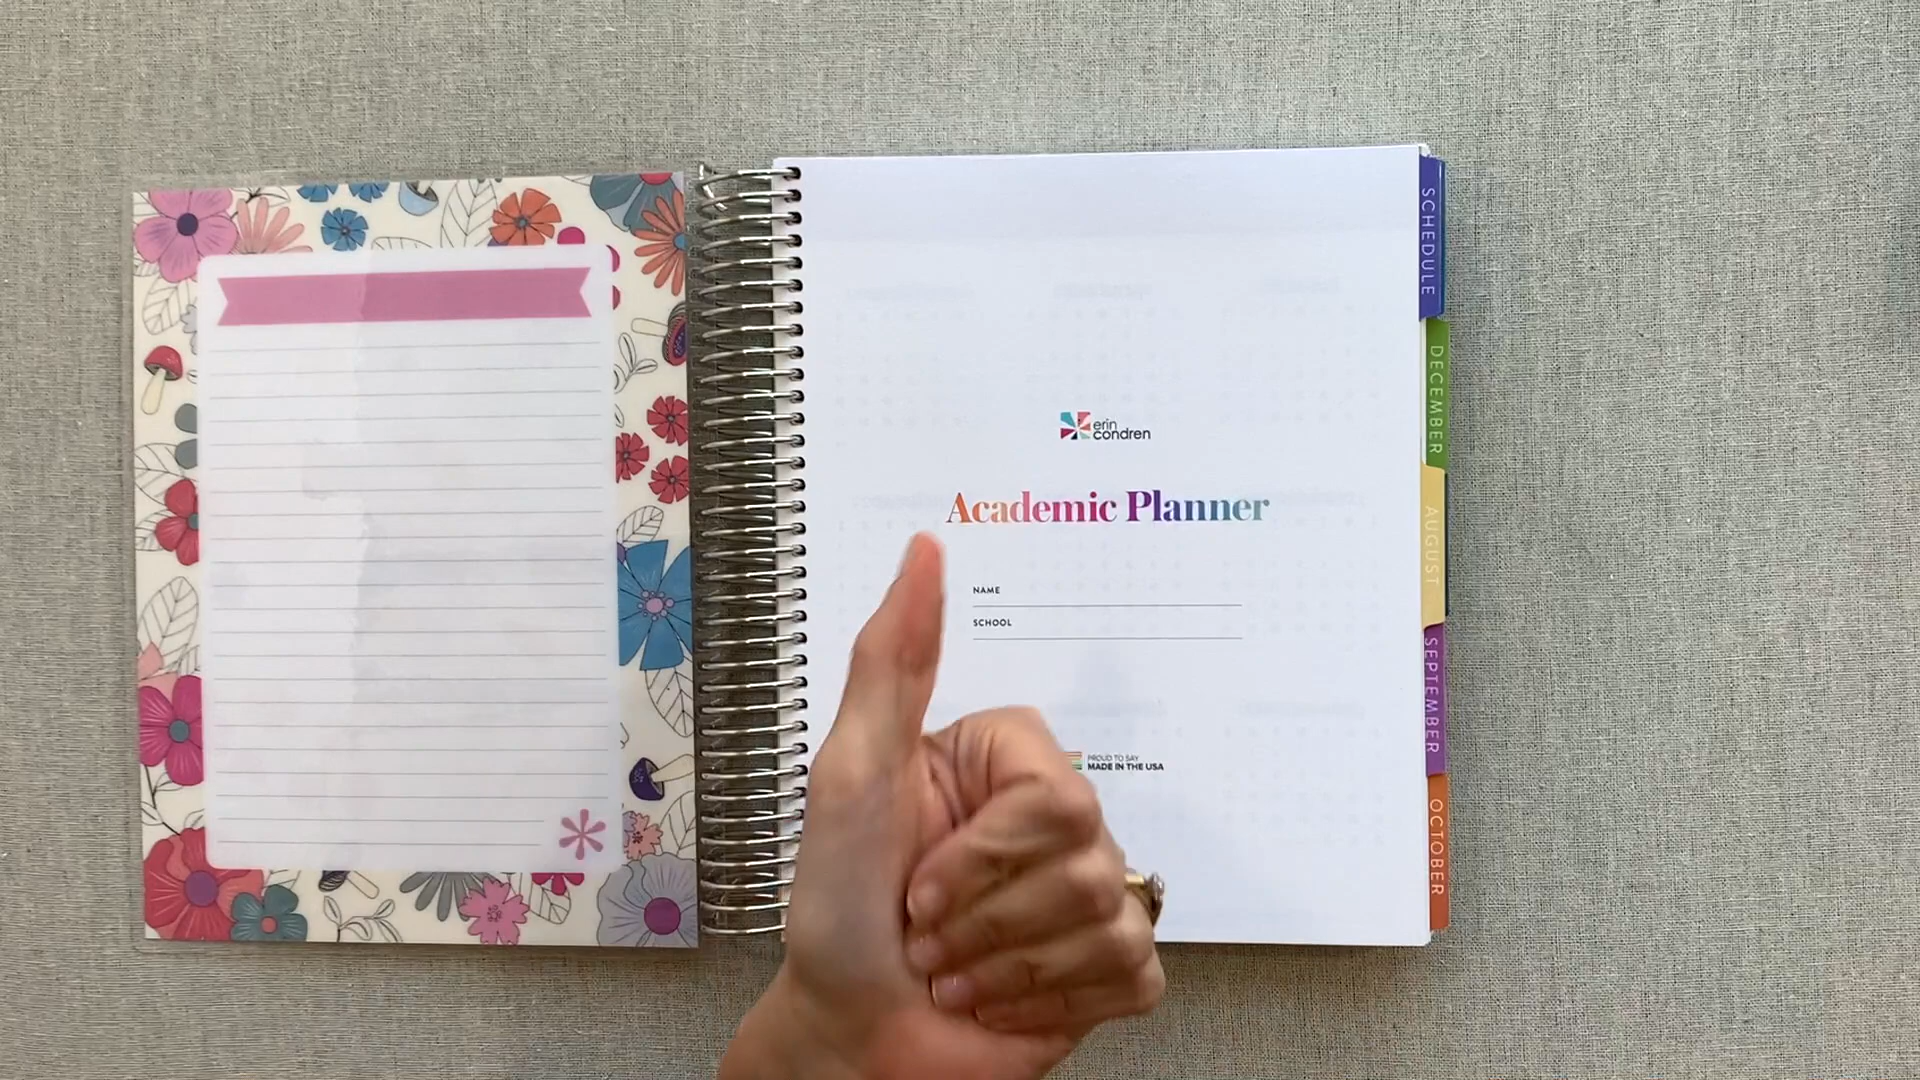 erin
condren
Academic Planner
NAME
SCHOOL
PROUD TO SAY
MADE IN THE USA
SCHEDULE
DECEMBER
AUGUST
SEPTEMBER
OCTOBER